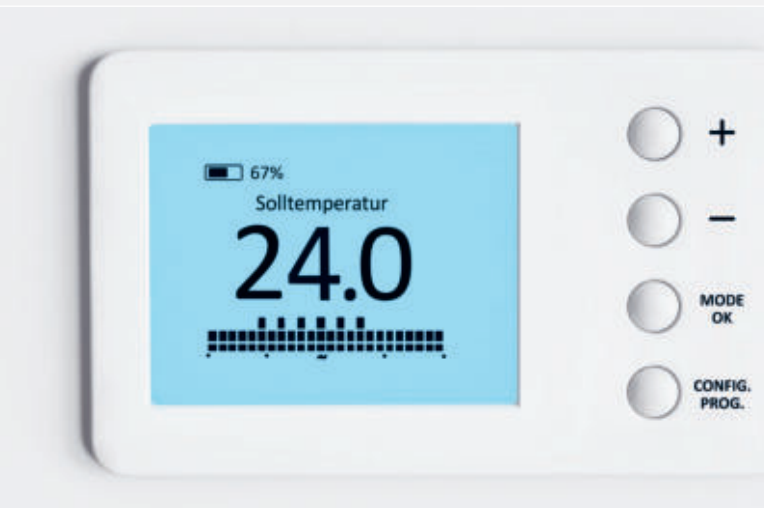 67%
Solltemperatur
24.0
+
−
MODE
OK
CONFIG.
PROG.